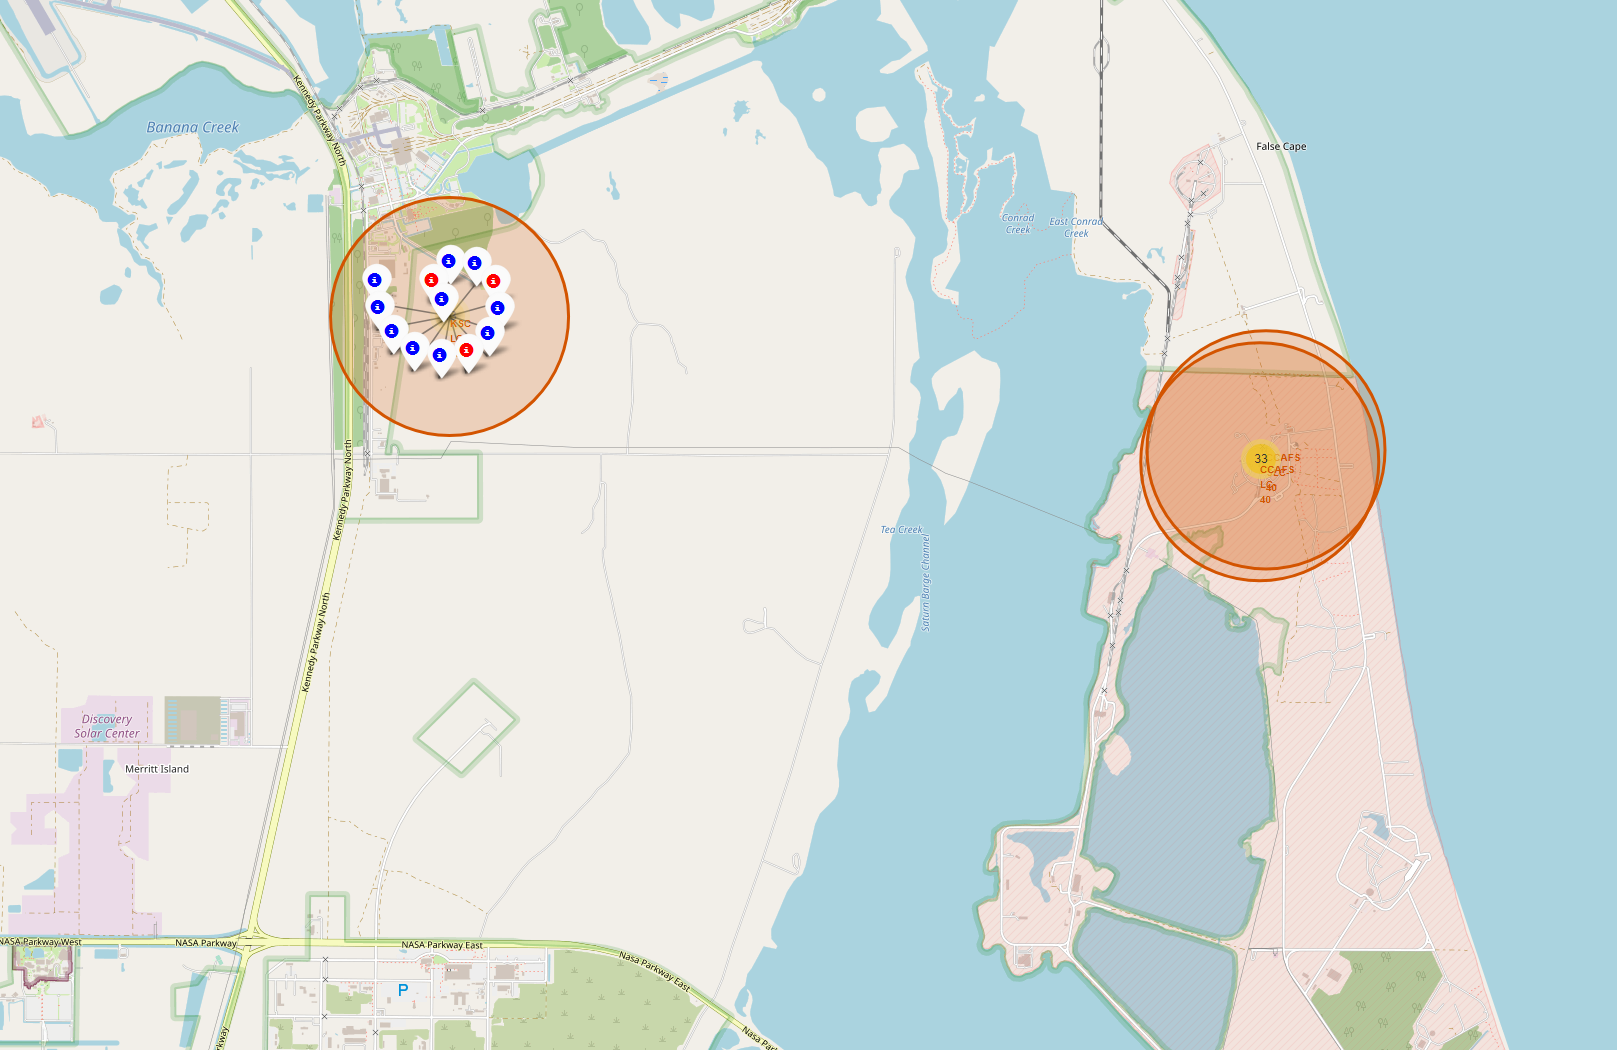 Kennedy Parkway North
Banana Creek
False Cape
Conrad
Creek
East Conrad
Creek
KSC
33
CCAFS
LC
40
40
Kennedy Parkway North
Tea Creek
Saturn Barge Channel
Kennedy Parkway North
Discovery
Solar Center
Merritt Island
NASA Parkway West
NASA Parkway
NASA Parkway East
Nasa Parkway East
P